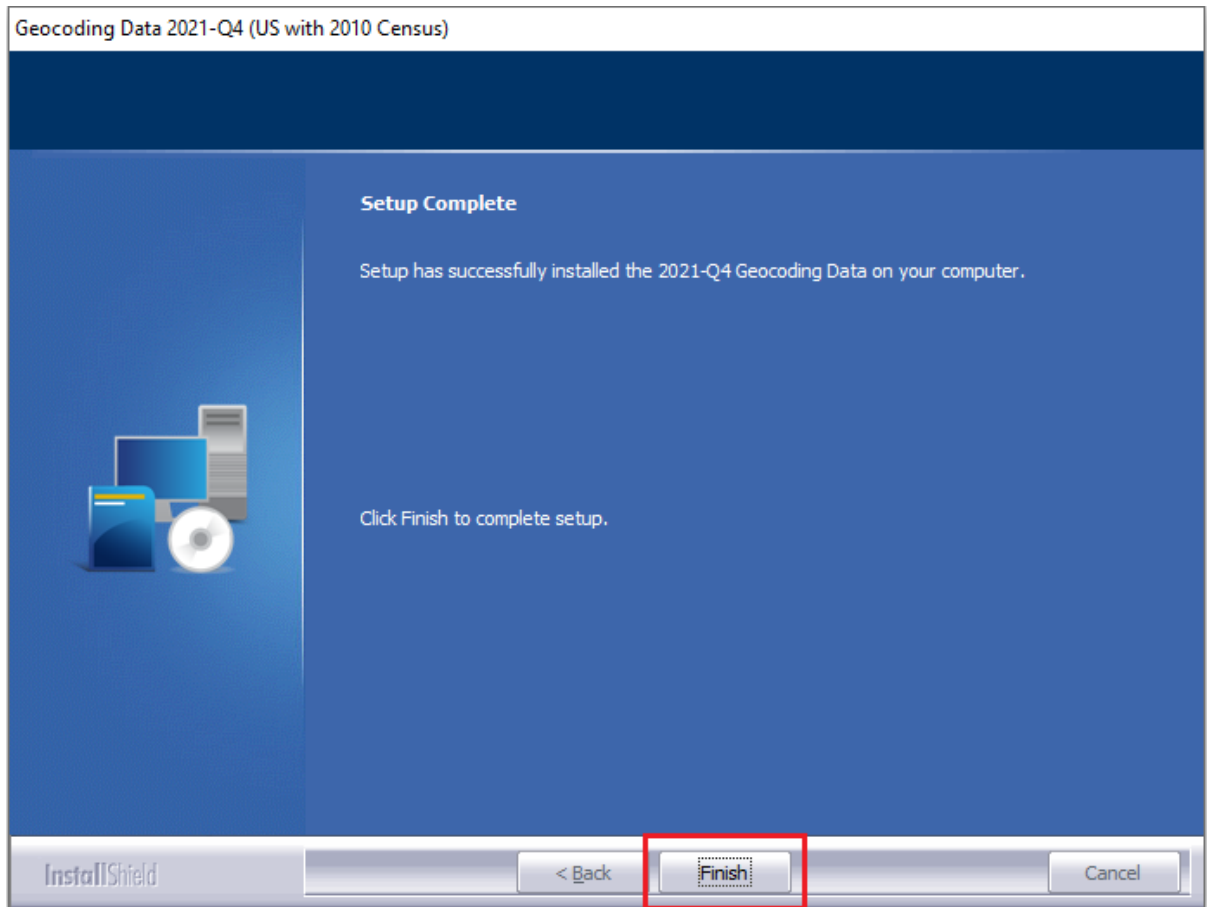 Geocoding Data 2021-Q4 (US with 2010 Census)
Setup Complete
Setup has successfully installed the 2021-Q4 Geocoding Data on your computer.
Click Finish to complete setup.
InstallShield
< Back
Finish
Cancel